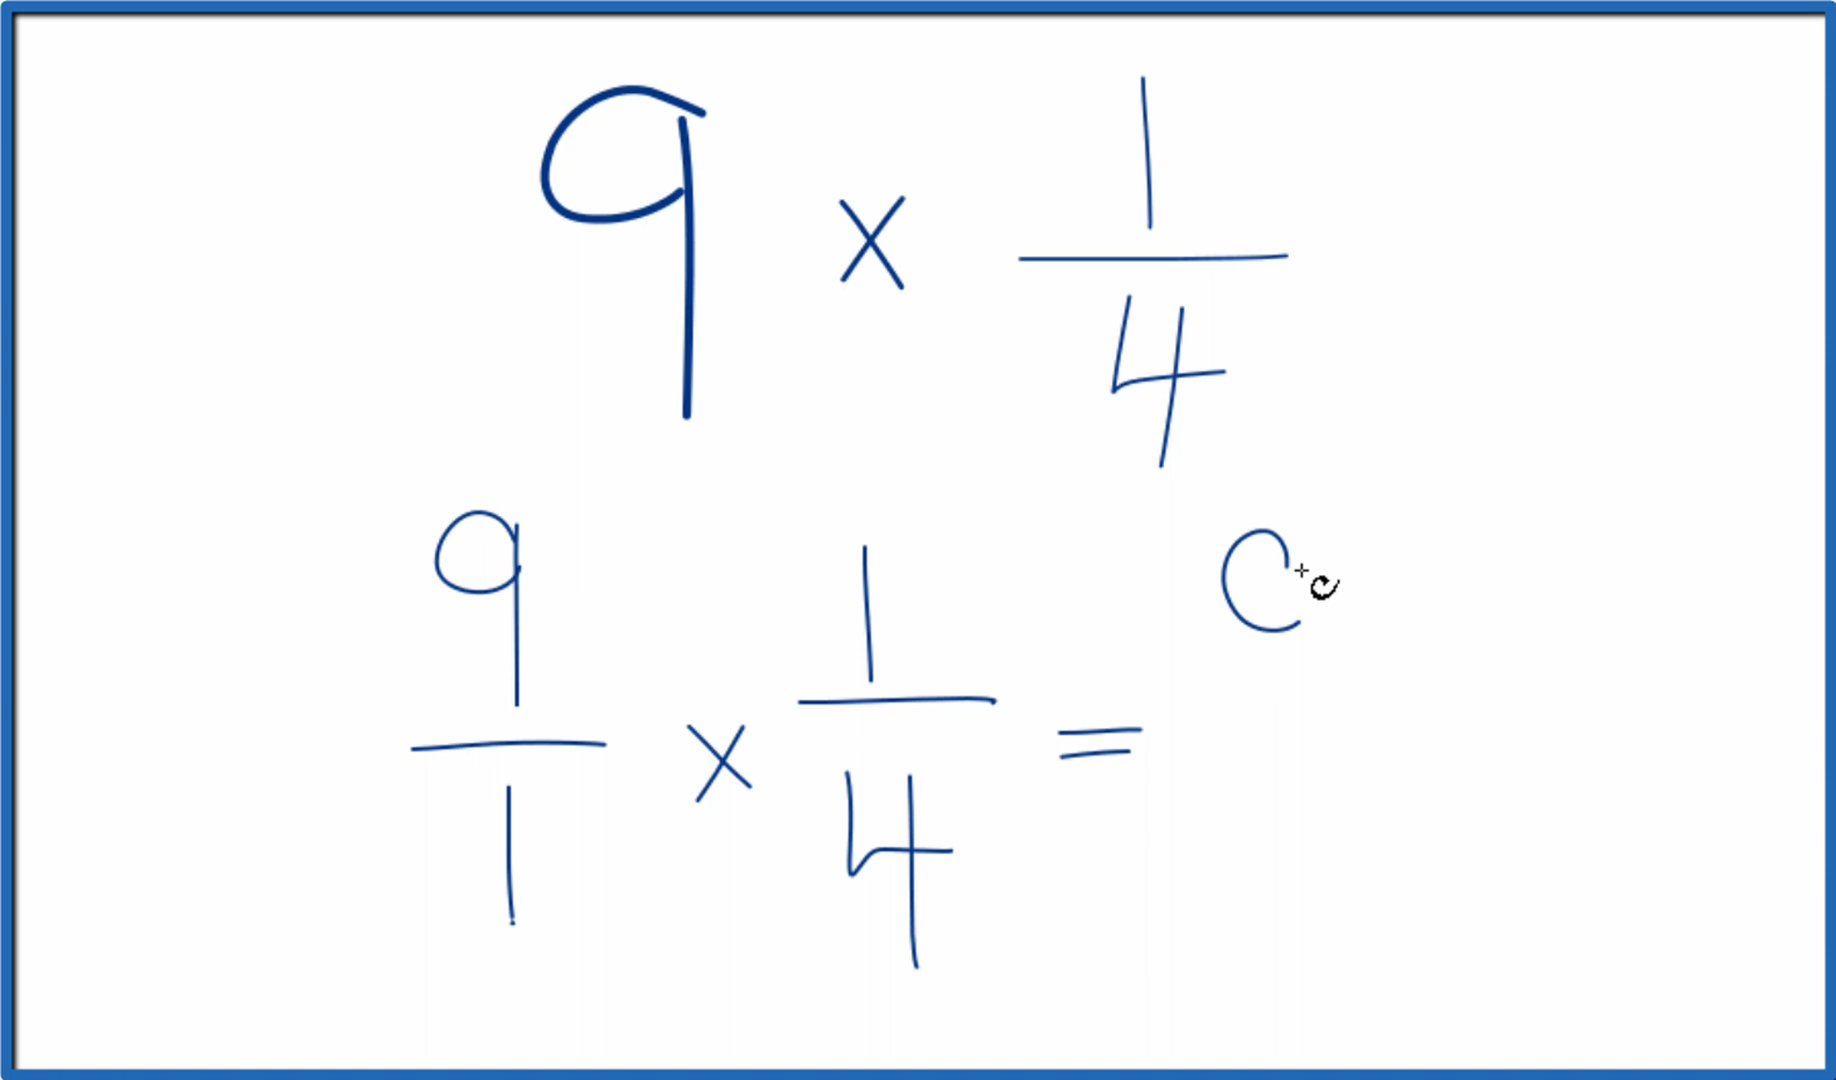 9 × 1/4
9/1 × 1/4 =